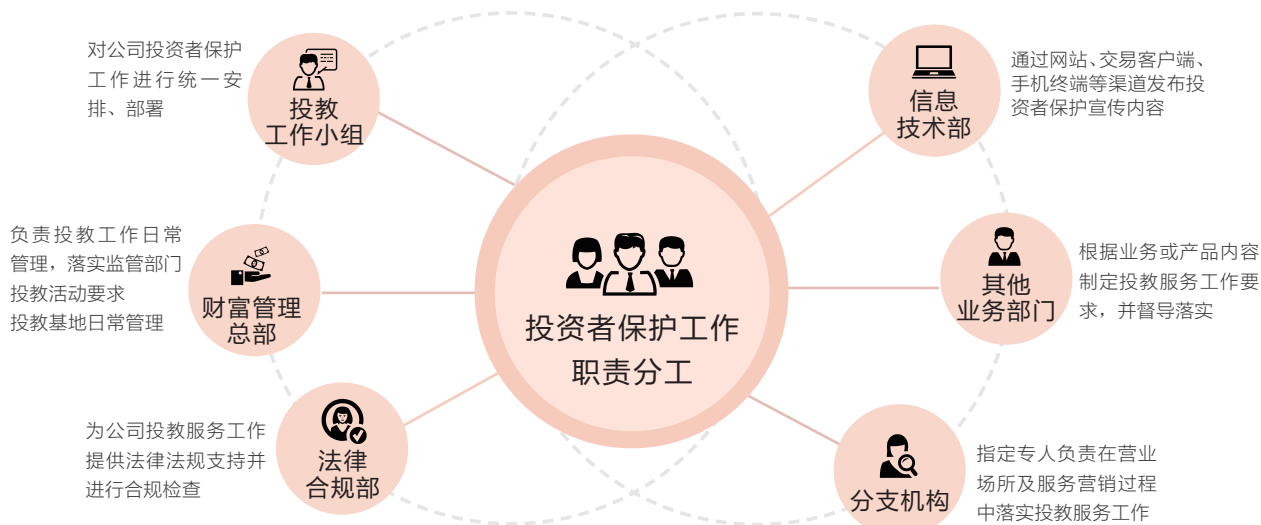 对公司投资者保护
工作进行统一安
排、部署
投教
工作小组
负责投教工作日常
管理，落实监管部门
投教活动要求
投教基地日常管理
财富管理
总部
为公司投教服务工作
提供法律法规支持并
进行合规检查
法律
合规部
投资者保护工作
职责分工
信息
技术部
通过网站、交易客户端、
手机终端等渠道发布投
资者保护宣传内容
其他
业务部门
根据业务或产品内容
制定投教服务工作要
求，并督导落实
分支机构
指定专人负责在营业
场所及服务营销过程
中落实投教服务工作